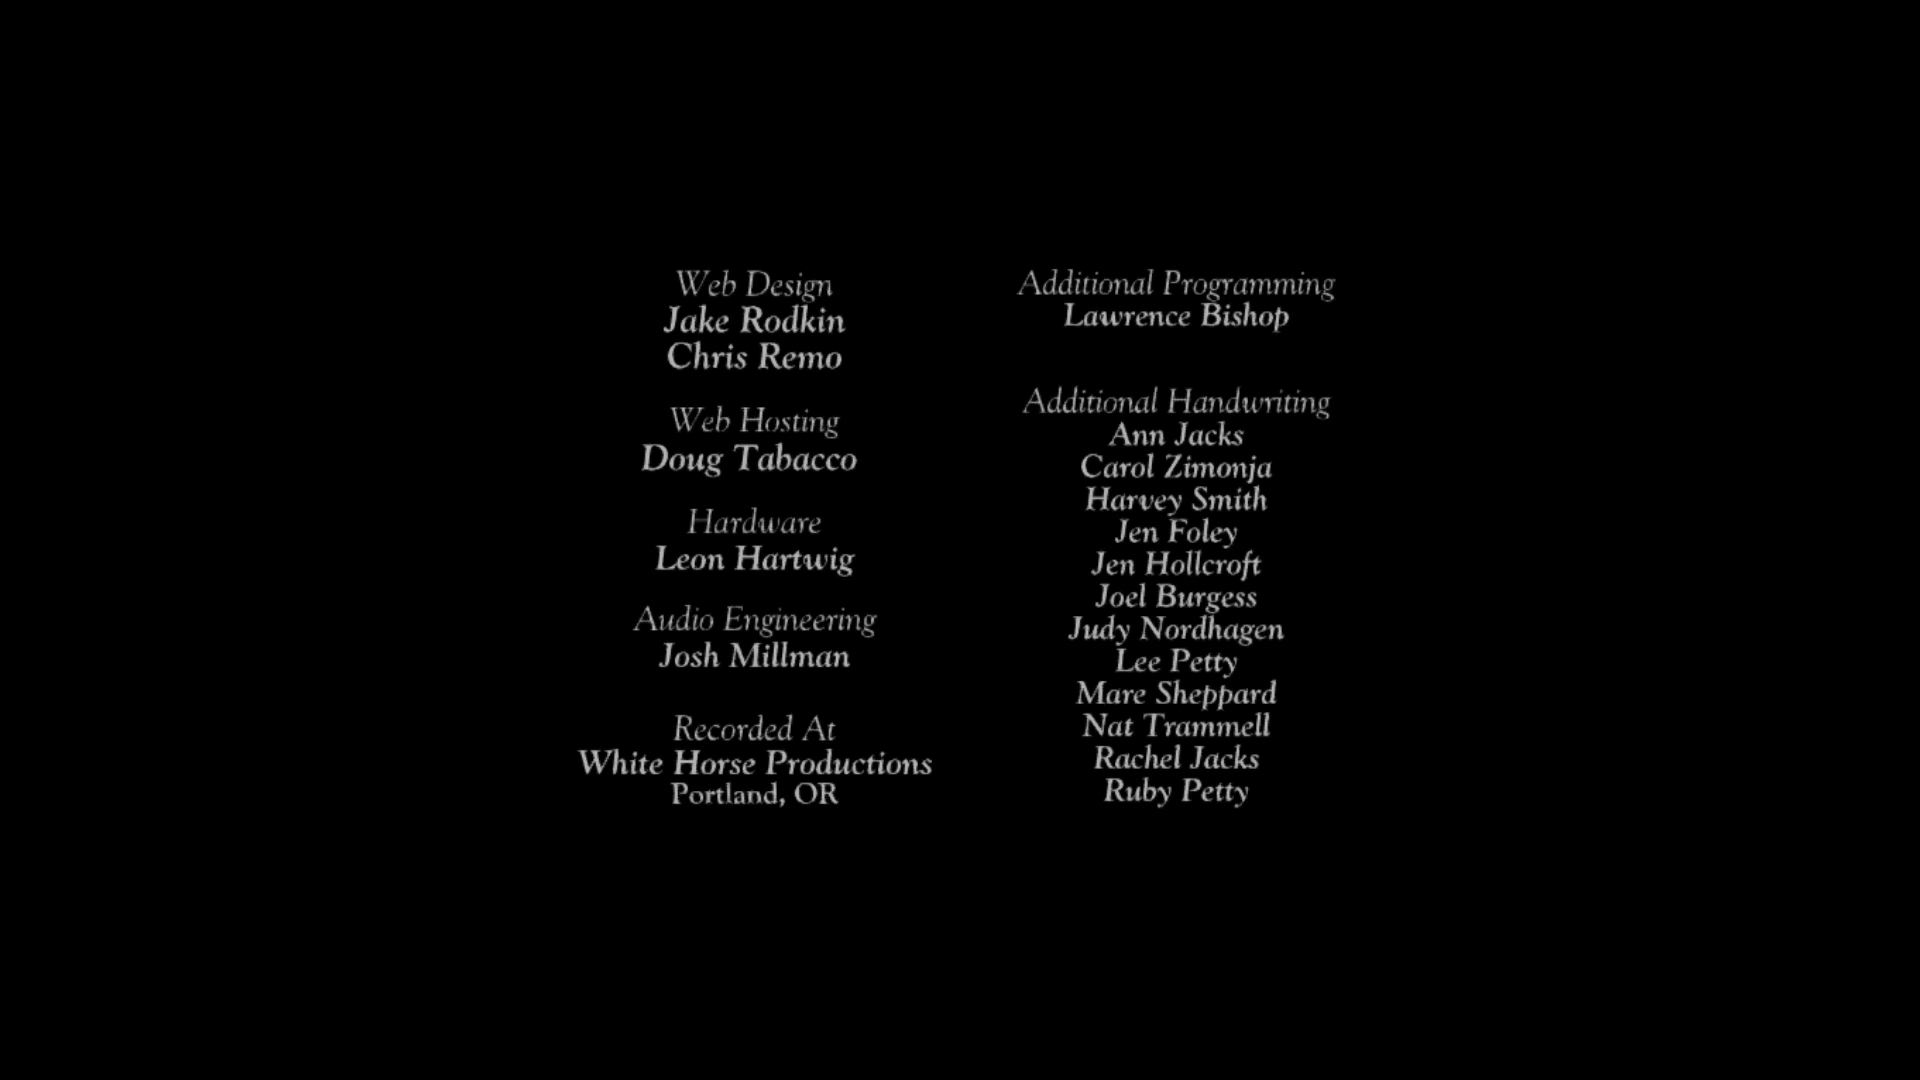 Web Design
Jake Rodkin
Chris Remo
Web Hosting
Doug Tabacco
Hardware
Leon Hartwig
Audio Engineering
Josh Millman
Recorded At
White Horse Productions
Portland, OR
Additional Programming
Lawrence Bishop
Additional Handwriting
Ann Jacks
Carol Zimonja
Harvey Smith
Jen Foley
Jen Hollcroft
Joel Burgess
Judy Nordhagen
Lee Petty
Mare Sheppard
Nat Trammell
Rachel Jacks
Ruby Petty